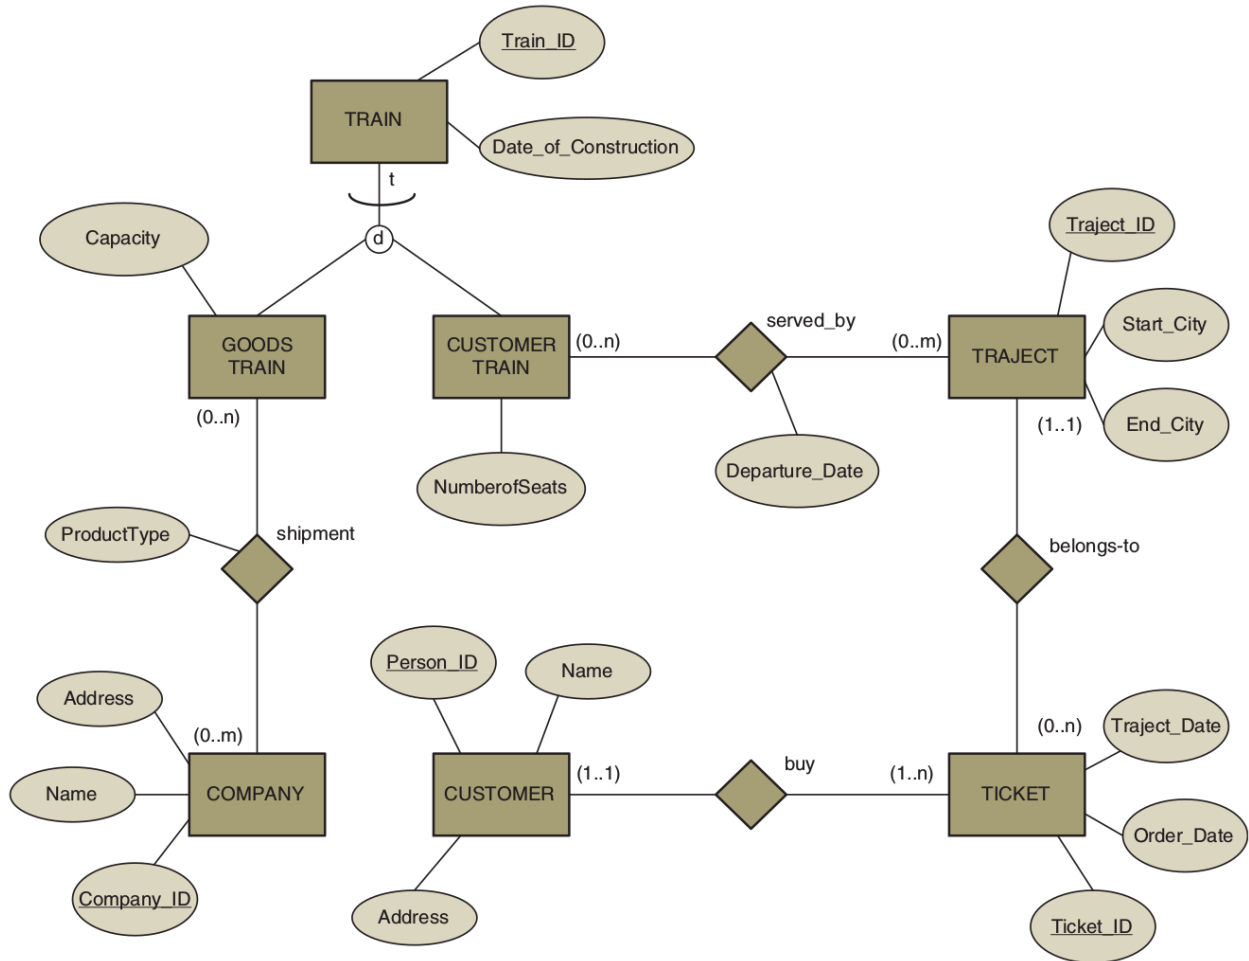 Train_ID
TRAIN
Date_of_Construction
t
d
Capacity
Traject_ID
GOODS
TRAIN
CUSTOMER
TRAIN
(0..n)
served_by
(0..m)
TRAJECT
Start_City
End_City
(0..n)
(1..1)
NumberofSeats
Departure_Date
ProductType
shipment
belongs-to
Person_ID
Name
Address
(0..m)
(0..n)
Traject_Date
Name
COMPANY
CUSTOMER
(1..1)
buy
(1..n)
TICKET
Order_Date
Company_ID
Address
Ticket_ID